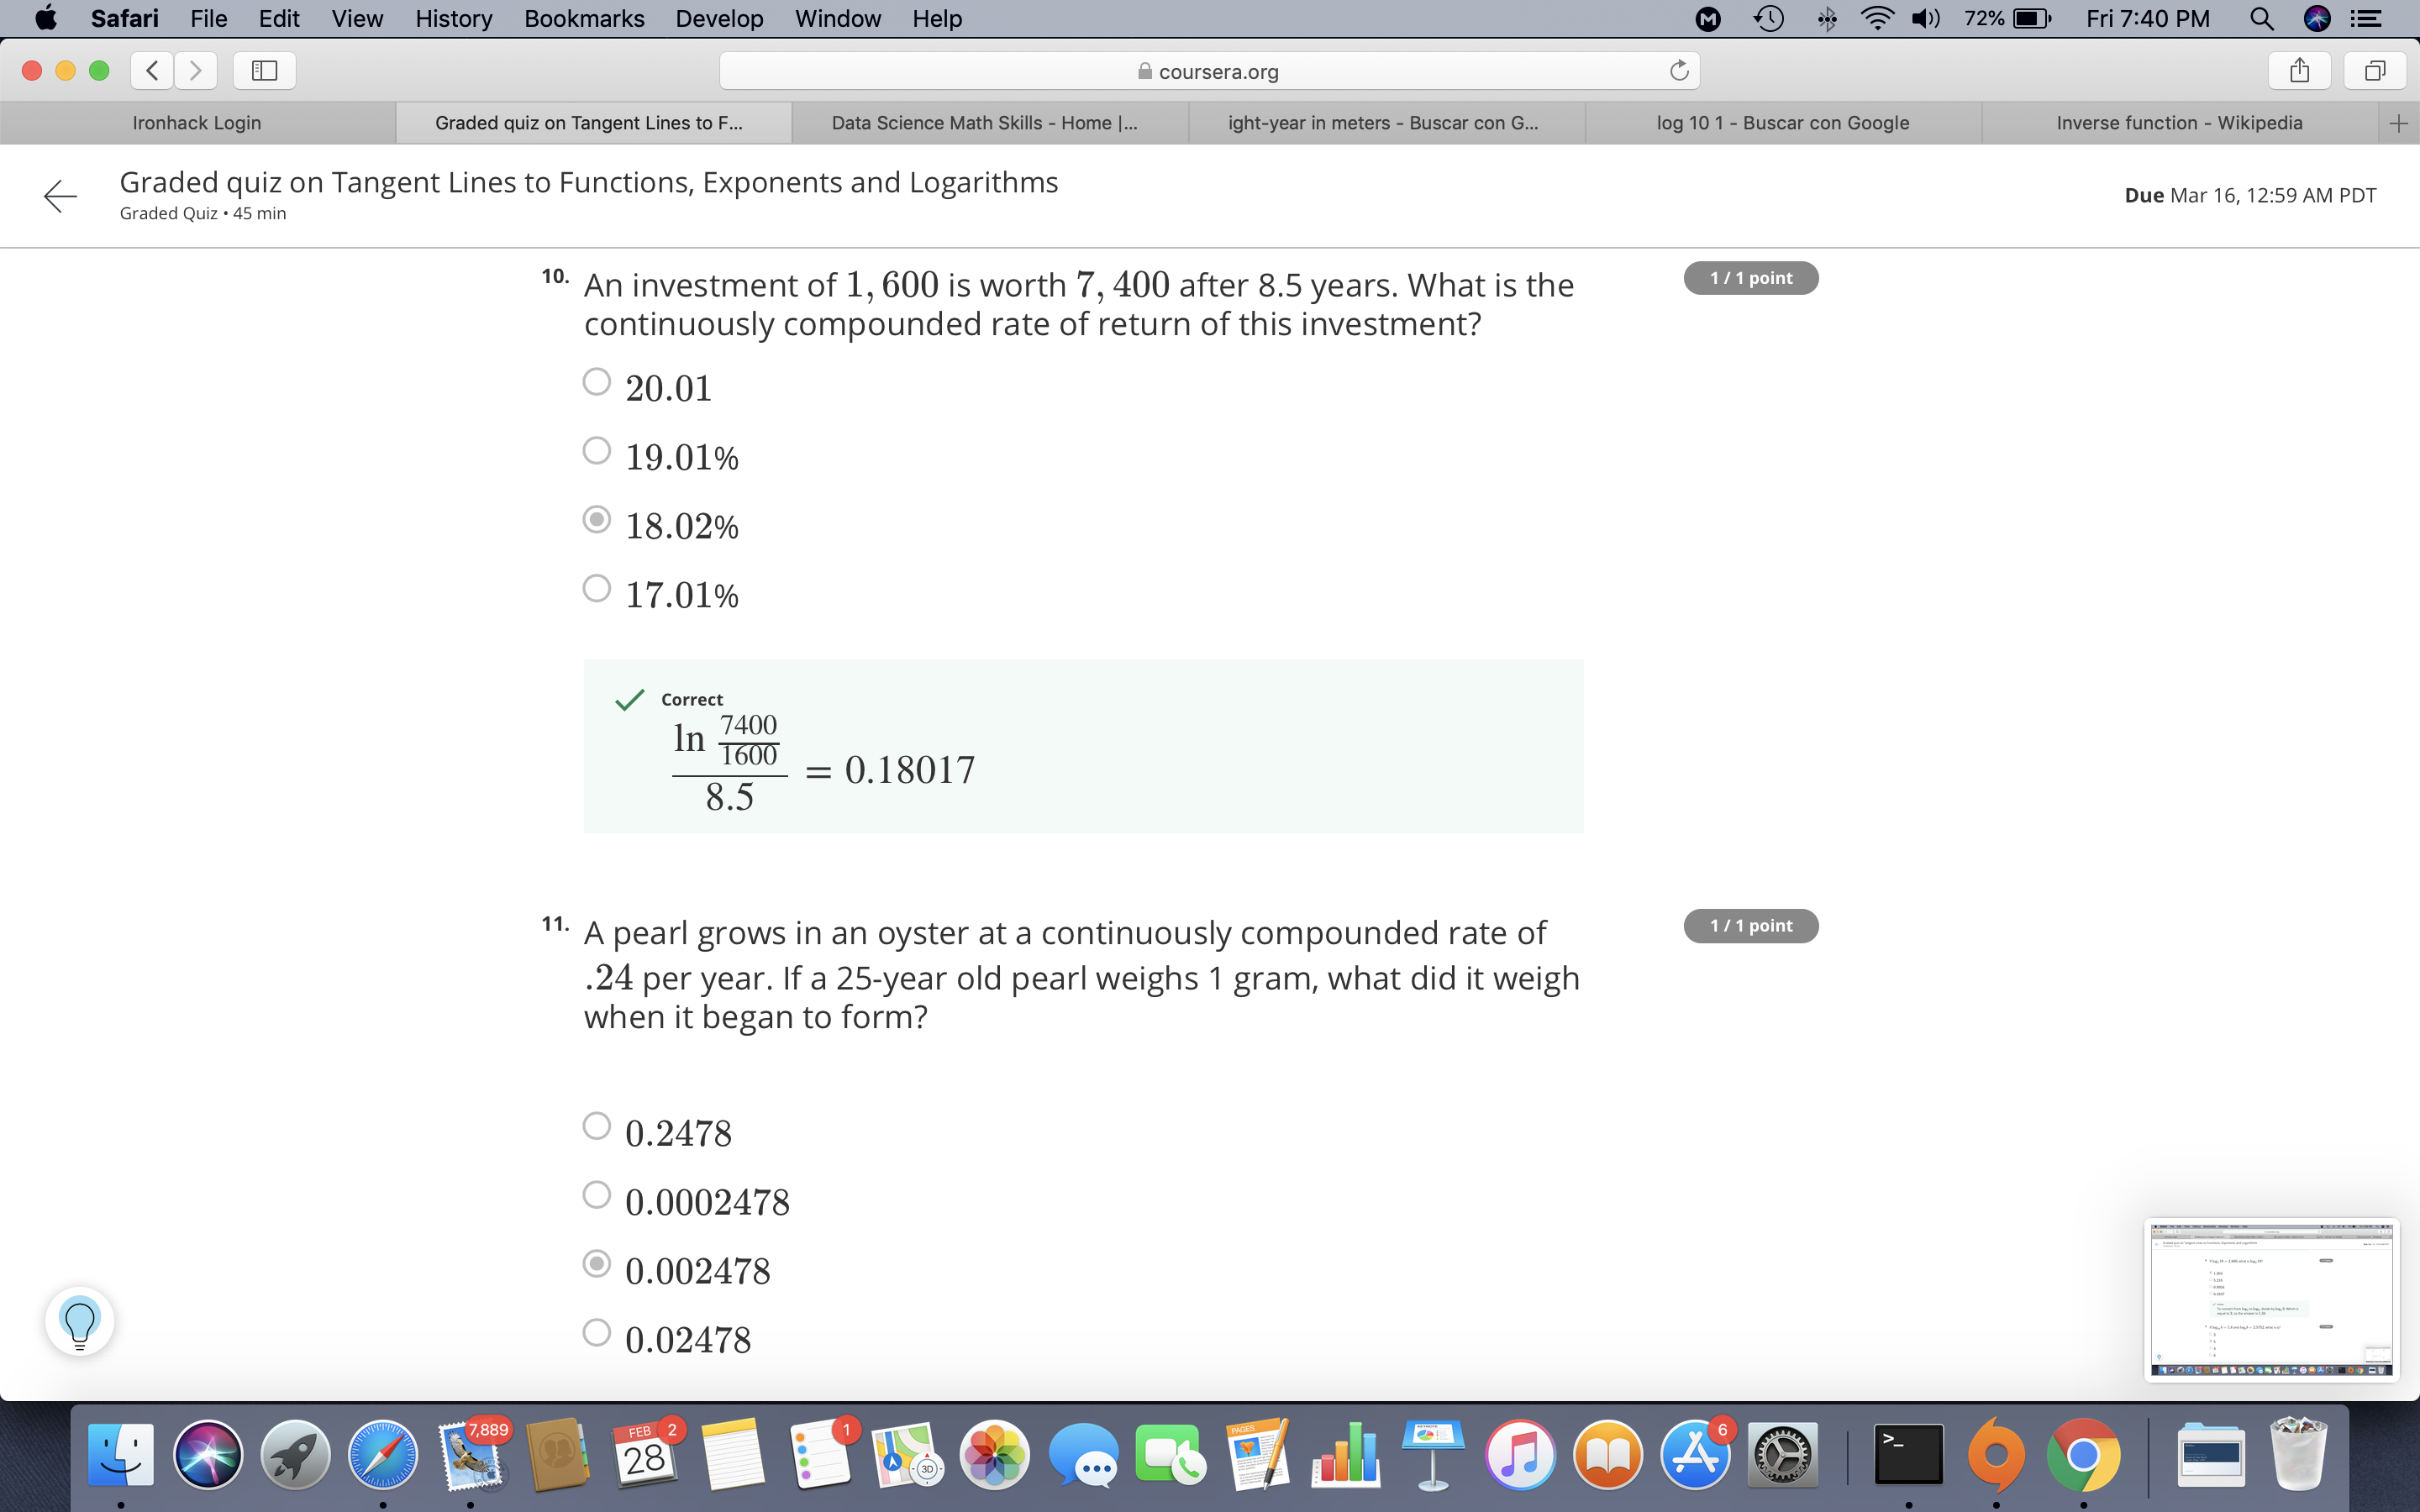 Safari File Edit View History Bookmarks Develop Window Help 72% Fri 7:40 PM
coursera.org
Ironhack Login Graded quiz on Tangent Lines to F... Data Science Math Skills - Home |... ight-year in meters - Buscar con G... log 10 1 - Buscar con Google Inverse function - Wikipedia
Graded quiz on Tangent Lines to Functions, Exponents and Logarithms
Graded Quiz • 45 min
Due Mar 16, 12:59 AM PDT
10. An investment of 1, 600 is worth 7, 400 after 8.5 years. What is the
continuously compounded rate of return of this investment?
1 / 1 point
20.01
19.01%
18.02%
17.01%
Correct
ln 7400/1600
/ 8.5 = 0.18017
11. A pearl grows in an oyster at a continuously compounded rate of
.24 per year. If a 25-year old pearl weighs 1 gram, what did it weigh
when it began to form?
1 / 1 point
0.2478
0.0002478
0.002478
0.02478
7,889
FEB
28
2
1
3D
PAGES
6
>_